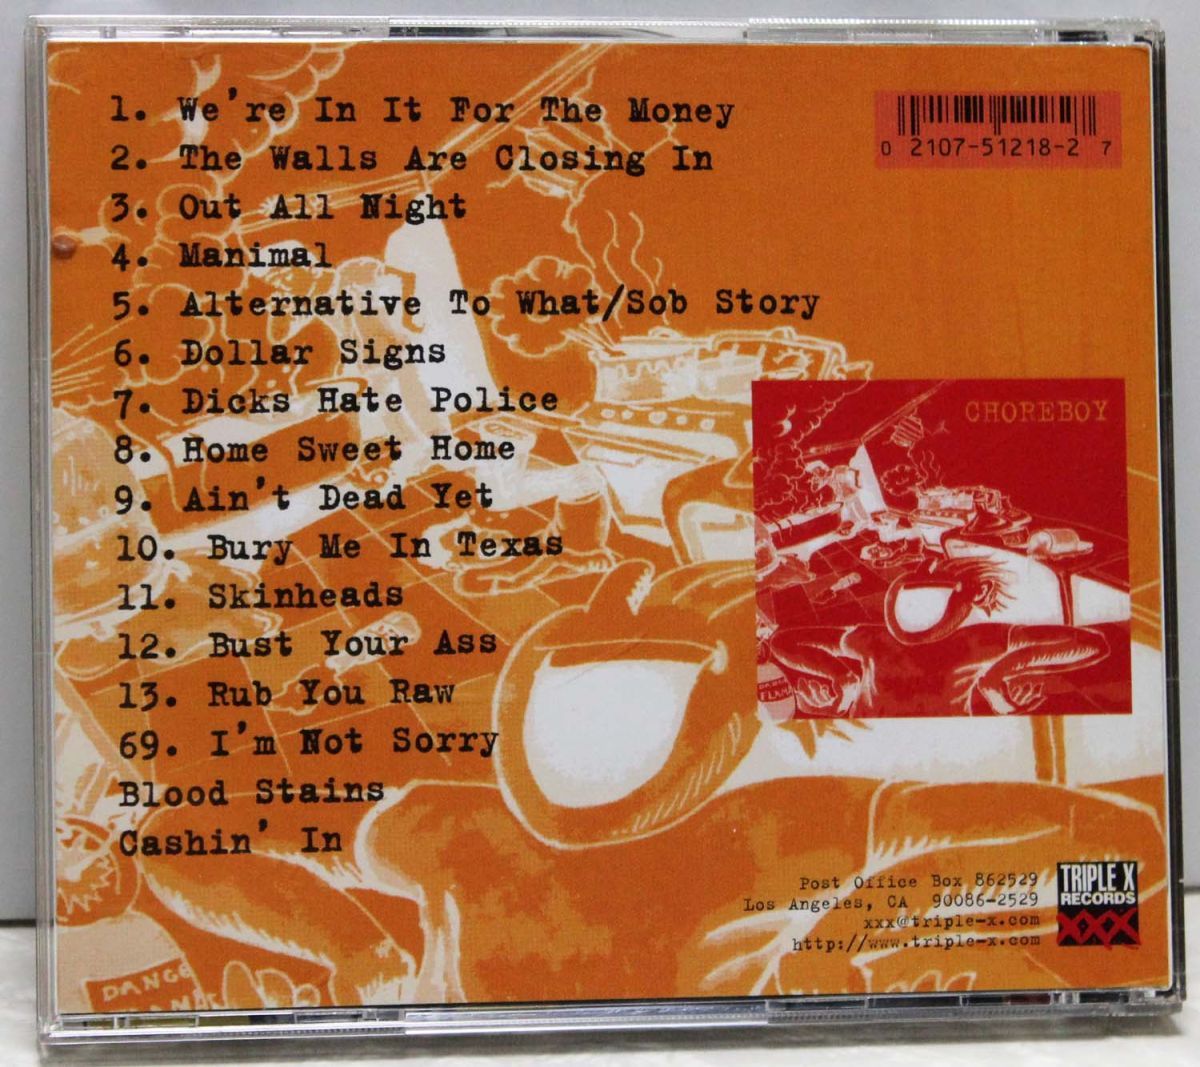 1. We're In It For The Money
2. The Walls Are Closing In
3. Out All Night
4. Manimal
5. Alternative To What/Sob Story
6. Dollar Signs
7. Dicks Hate Police
8. Home Sweet Home
9. Ain't Dead Yet
10. Bury Me In Texas
11. Skinheads
12. Bust Your Ass
13. Rub You Raw
69. I'm Not Sorry
Blood Stains
Cashin' In
0 2107-51218-2 7
CHOREBOY
Post Office Box 862529
Los Angeles, CA 90086-2529
xxx@triple-x.com
http://www.triple-x.com
TRIPLE X
RECORDS
XXX